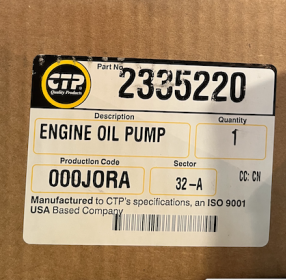 CTP®
Quality Products
Part No.
2335220
Description
Quantity
ENGINE OIL PUMP
1
Production Code
Sector
000JORA
32-A
CC: CN
Manufactured to CTP's specifications, an ISO 9001
USA Based Company